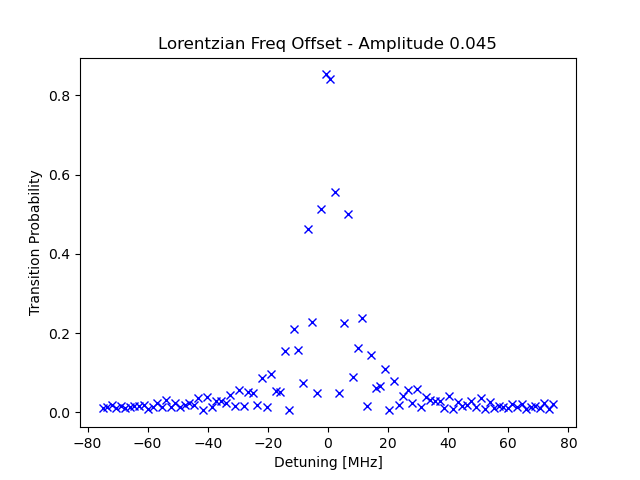 Lorentzian Freq Offset - Amplitude 0.045
Transition Probability
0.8
0.6
0.4
0.2
0.0
−80 −60 −40 −20 0 20 40 60 80
Detuning [MHz]